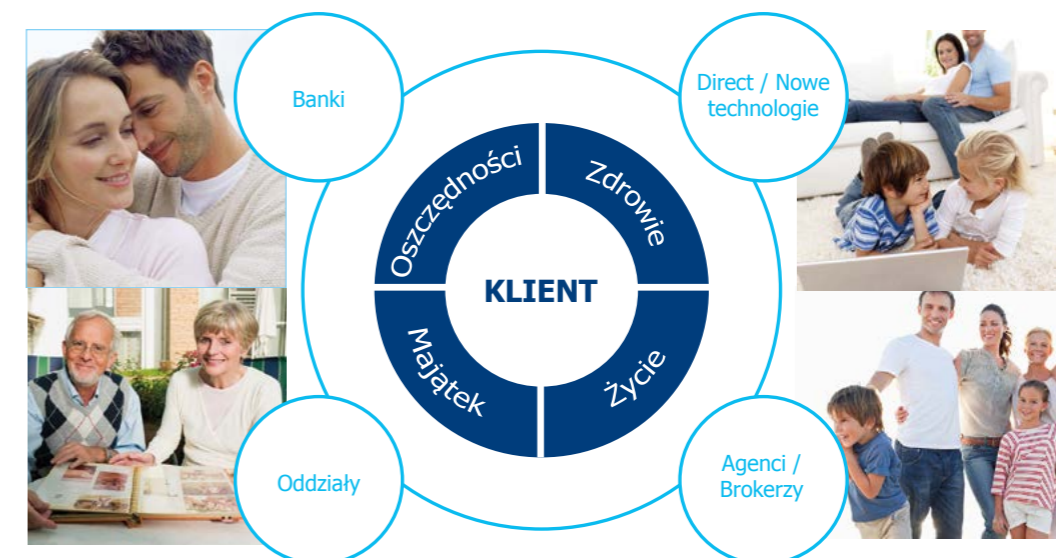 Banki
Direct / Nowe
technologie
Oszczędności
Zdrowie
KLIENT
Majątek
Życie
Oddziały
Agenci /
Brokerzy